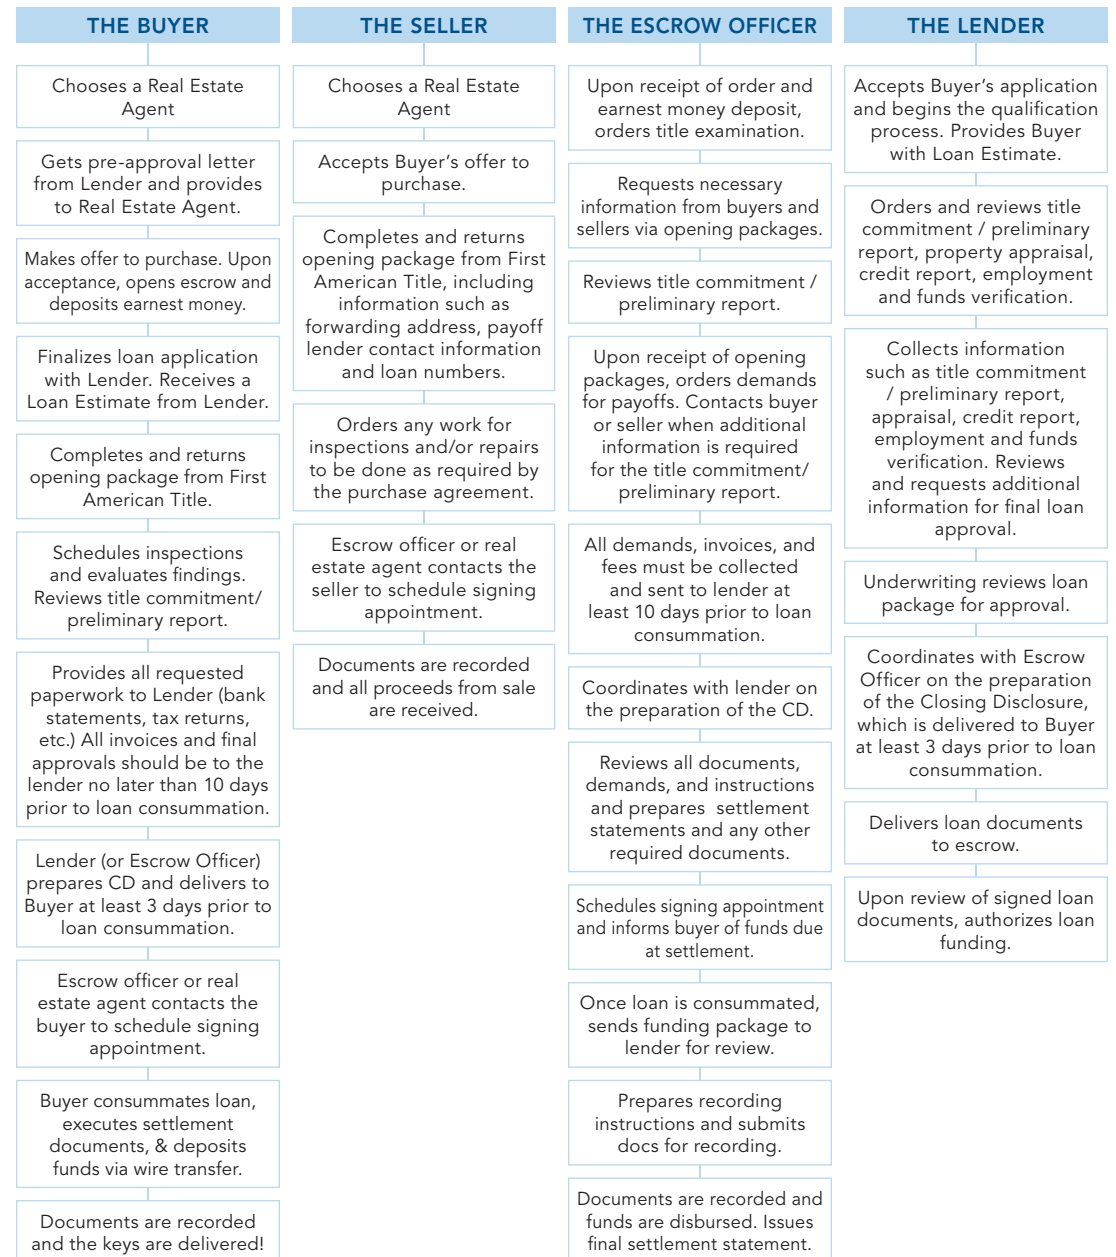 THE BUYER
Chooses a Real Estate
Agent
Gets pre-approval letter
from Lender and provides
to Real Estate Agent.
Makes offer to purchase. Upon
acceptance, opens escrow and
deposits earnest money.
Finalizes loan application
with Lender. Receives a
Loan Estimate from Lender.
Completes and returns
opening package from First
American Title.
Schedules inspections
and evaluates findings.
Reviews title commitment/
preliminary report.
Provides all requested
paperwork to Lender (bank
statements, tax returns,
etc.) All invoices and final
approvals should be to the
lender no later than 10 days
prior to loan consummation.
Lender (or Escrow Officer)
prepares CD and delivers to
Buyer at least 3 days prior to
loan consummation.
Escrow officer or real
estate agent contacts the
buyer to schedule signing
appointment.
Buyer consummates loan,
executes settlement
documents, & deposits
funds via wire transfer.
Documents are recorded
and the keys are delivered!
THE SELLER
Chooses a Real Estate
Agent
Accepts Buyer's offer to
purchase.
Completes and returns
opening package from First
American Title, including
information such as
forwarding address, payoff
lender contact information
and loan numbers.
Orders any work for
inspections and/or repairs
to be done as required by
the purchase agreement.
Escrow officer or real
estate agent contacts the
seller to schedule signing
appointment.
Documents are recorded
and all proceeds from sale
are received.
THE ESCROW OFFICER
Upon receipt of order and
earnest money deposit,
orders title examination.
Requests necessary
information from buyers and
sellers via opening packages.
Reviews title commitment /
preliminary report.
Upon receipt of opening
packages, orders demands
for payoffs. Contacts buyer
or seller when additional
information is required
for the title commitment/
preliminary report.
All demands, invoices, and
fees must be collected
and sent to lender at
least 10 days prior to loan
consummation.
Coordinates with lender on
the preparation of the CD.
Reviews all documents,
demands, and instructions
and prepares settlement
statements and any other
required documents.
Schedules signing appointment
and informs buyer of funds due
at settlement.
Once loan is consummated,
sends funding package to
lender for review.
Prepares recording
instructions and submits
docs for recording.
Documents are recorded and
funds are disbursed. Issues
final settlement statement.
THE LENDER
Accepts Buyer's application
and begins the qualification
process. Provides Buyer
with Loan Estimate.
Orders and reviews title
commitment / preliminary
report, property appraisal,
credit report, employment
and funds verification.
Collects information
such as title commitment
/ preliminary report,
appraisal, credit report,
employment and funds
verification. Reviews
and requests additional
information for final loan
approval.
Underwriting reviews loan
package for approval.
Coordinates with Escrow
Officer on the preparation
of the Closing Disclosure,
which is delivered to Buyer
at least 3 days prior to loan
consummation.
Delivers loan documents
to escrow.
Upon review of signed loan
documents, authorizes loan
funding.